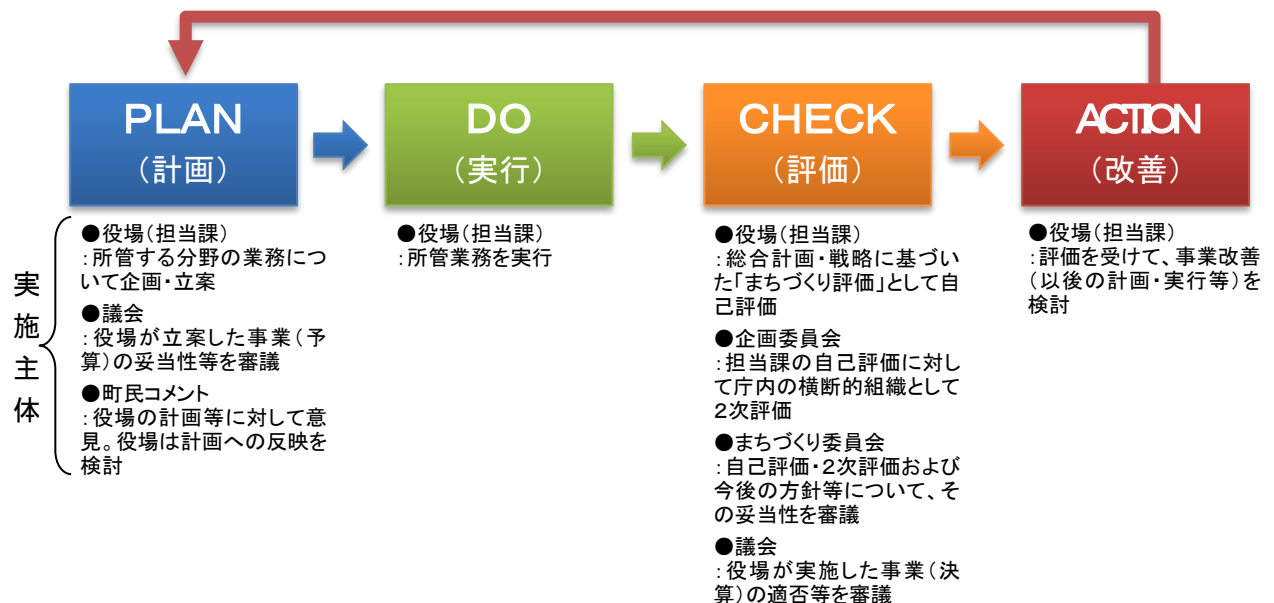 PLAN
（計画）
DO
（実行）
CHECK
（評価）
ACTION
（改善）
実
施
主
体
●役場（担当課）
：所管する分野の業務につ
いて企画・立案
●議会
：役場が立案した事業（予
算）の妥当性等を審議
●町民コメント
：役場の計画等に対して意
見。役場は計画への反映を
検討
●役場（担当課）
：所管業務を実行
●役場（担当課）
：総合計画・戦略に基づい
た「まちづくり評価」として自
己評価
●企画委員会
：担当課の自己評価に対し
て庁内の横断的組織として
２次評価
●まちづくり委員会
：自己評価・２次評価および
今後の方針等について、そ
の妥当性を審議
●議会
：役場が実施した事業（決
算）の適否等を審議
●役場（担当課）
：評価を受けて、事業改善
（以後の計画・実行等）を
検討